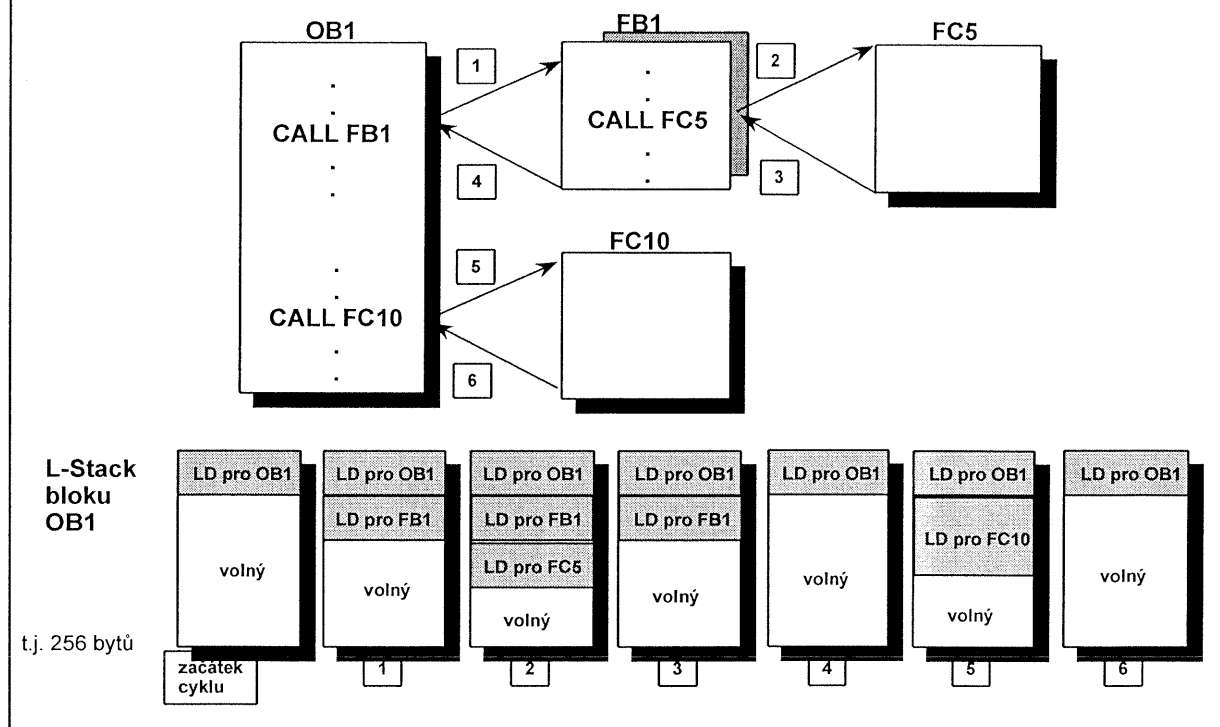 OB1
FB1
FC5
1
2
CALL FB1
CALL FC5
4
3
FC10
5
CALL FC10
6
L-Stack
bloku
OB1
LD pro OB1
LD pro OB1
LD pro OB1
LD pro OB1
LD pro OB1
LD pro OB1
LD pro OB1
LD pro FB1
LD pro FB1
LD pro FB1
LD pro FC10
LD pro FC5
volný
volný
volný
volný
volný
volný
volný
t.j. 256 bytů
začátek
cyklu
1
2
3
4
5
6